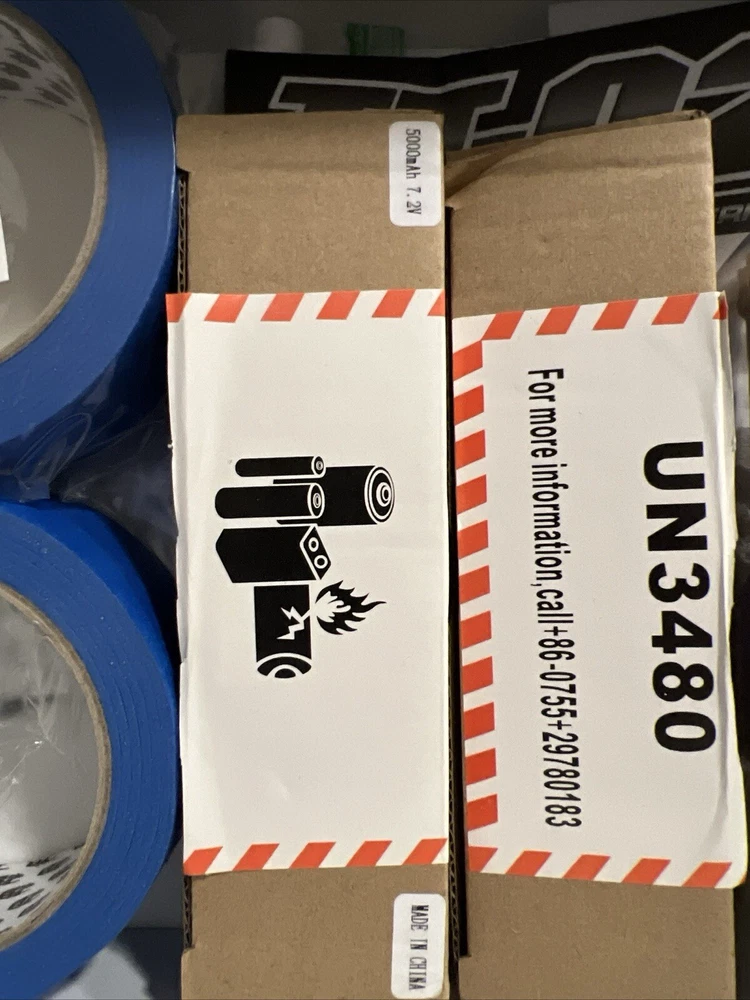 5000mAh 7.2V
UN3480
For more information,call+86-0755+29780183
MADE IN CHINA